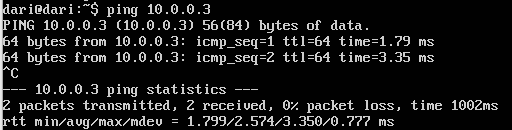 dari@dari:~$ ping 10.0.0.3
PING 10.0.0.3 (10.0.0.3) 56(84) bytes of data.
64 bytes from 10.0.0.3: icmp_seq=1 ttl=64 time=1.79 ms
64 bytes from 10.0.0.3: icmp_seq=2 ttl=64 time=3.35 ms
^C
--- 10.0.0.3 ping statistics ---
2 packets transmitted, 2 received, 0% packet loss, time 1002ms
rtt min/avg/max/mdev = 1.799/2.574/3.350/0.777 ms